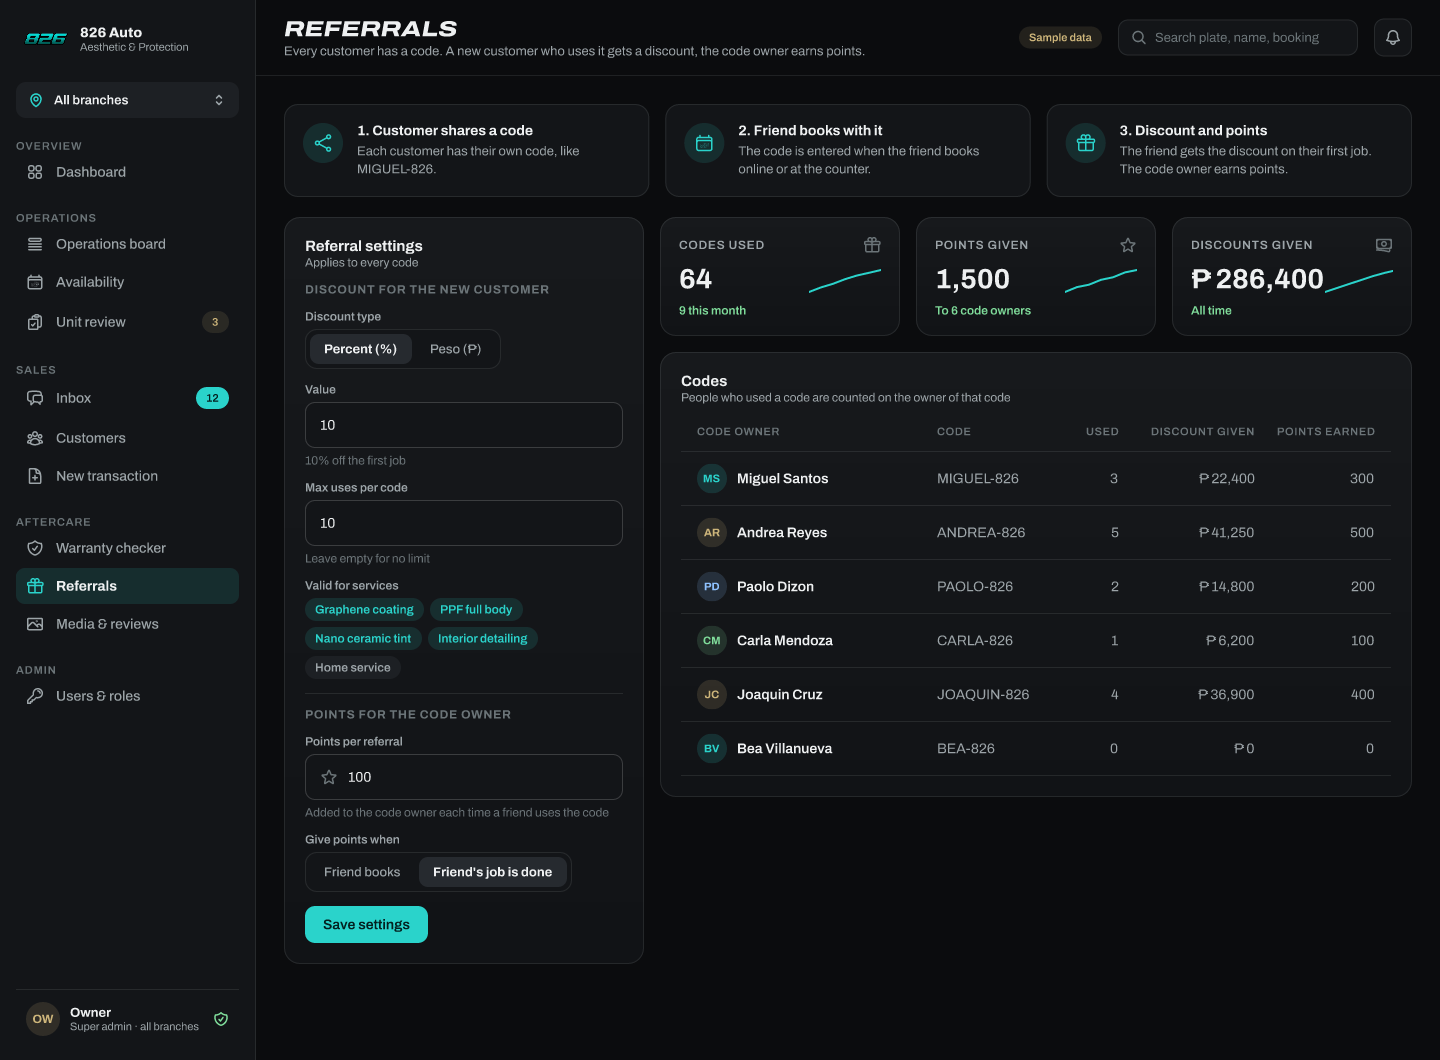 826
826 Auto
Aesthetic & Protection
All branches
OVERVIEW
Dashboard
OPERATIONS
Operations board
Availability
Unit review
3
SALES
Inbox
12
Customers
New transaction
AFTERCARE
Warranty checker
Referrals
Media & reviews
ADMIN
Users & roles
OW
Owner
Super admin · all branches
REFERRALS
Every customer has a code. A new customer who uses it gets a discount, the code owner earns points.
Sample data
Search plate, name, booking
1. Customer shares a code
Each customer has their own code, like
MIGUEL-826.
2. Friend books with it
The code is entered when the friend books
online or at the counter.
3. Discount and points
The friend gets the discount on their first job.
The code owner earns points.
Referral settings
Applies to every code
DISCOUNT FOR THE NEW CUSTOMER
Discount type
Percent (%)
Peso (₱)
Value
10
10% off the first job
Max uses per code
10
Leave empty for no limit
Valid for services
Graphene coating
PPF full body
Nano ceramic tint
Interior detailing
Home service
POINTS FOR THE CODE OWNER
Points per referral
100
Added to the code owner each time a friend uses the code
Give points when
Friend books
Friend's job is done
Save settings
CODES USED
64
9 this month
POINTS GIVEN
1,500
To 6 code owners
DISCOUNTS GIVEN
₱286,400
All time
Codes
People who used a code are counted on the owner of that code
CODE OWNER CODE USED DISCOUNT GIVEN POINTS EARNED
MS Miguel Santos MIGUEL-826 3 ₱22,400 300
AR Andrea Reyes ANDREA-826 5 ₱41,250 500
PD Paolo Dizon PAOLO-826 2 ₱14,800 200
CM Carla Mendoza CARLA-826 1 ₱6,200 100
JC Joaquin Cruz JOAQUIN-826 4 ₱36,900 400
BV Bea Villanueva BEA-826 0 ₱0 0